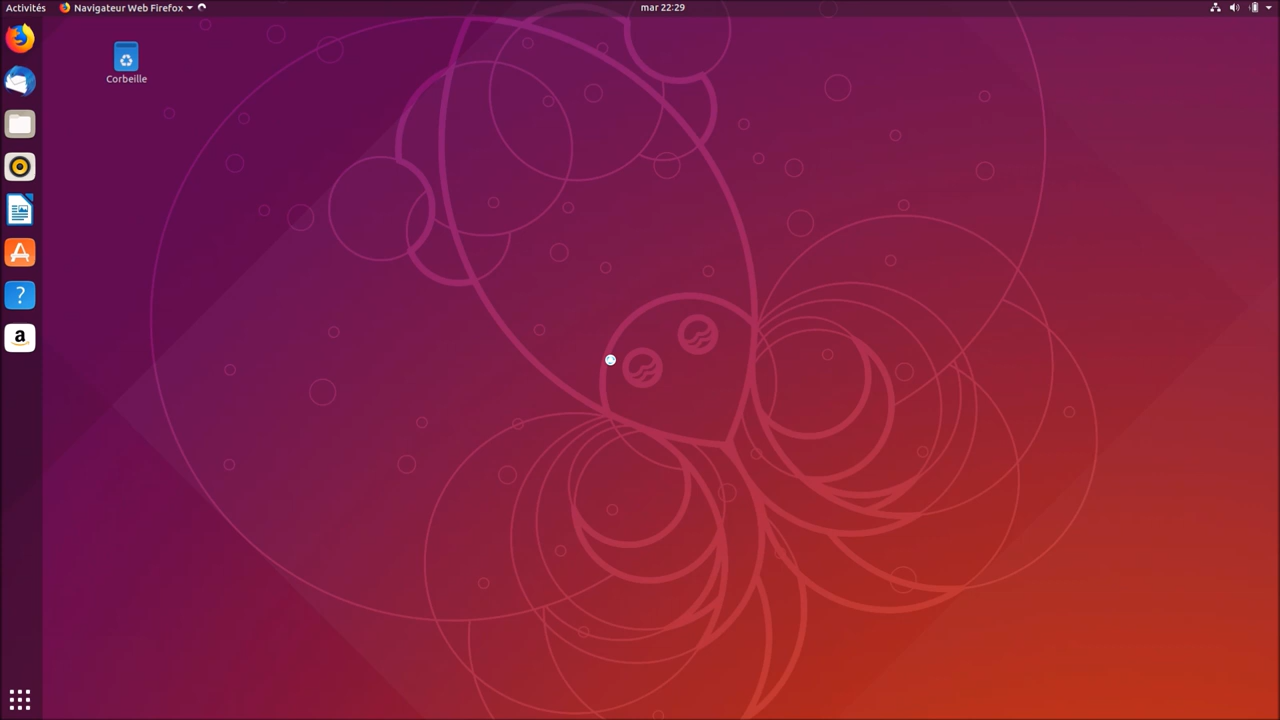 Activités
Navigateur Web Firefox
mar 22:29
Corbeille
?
a